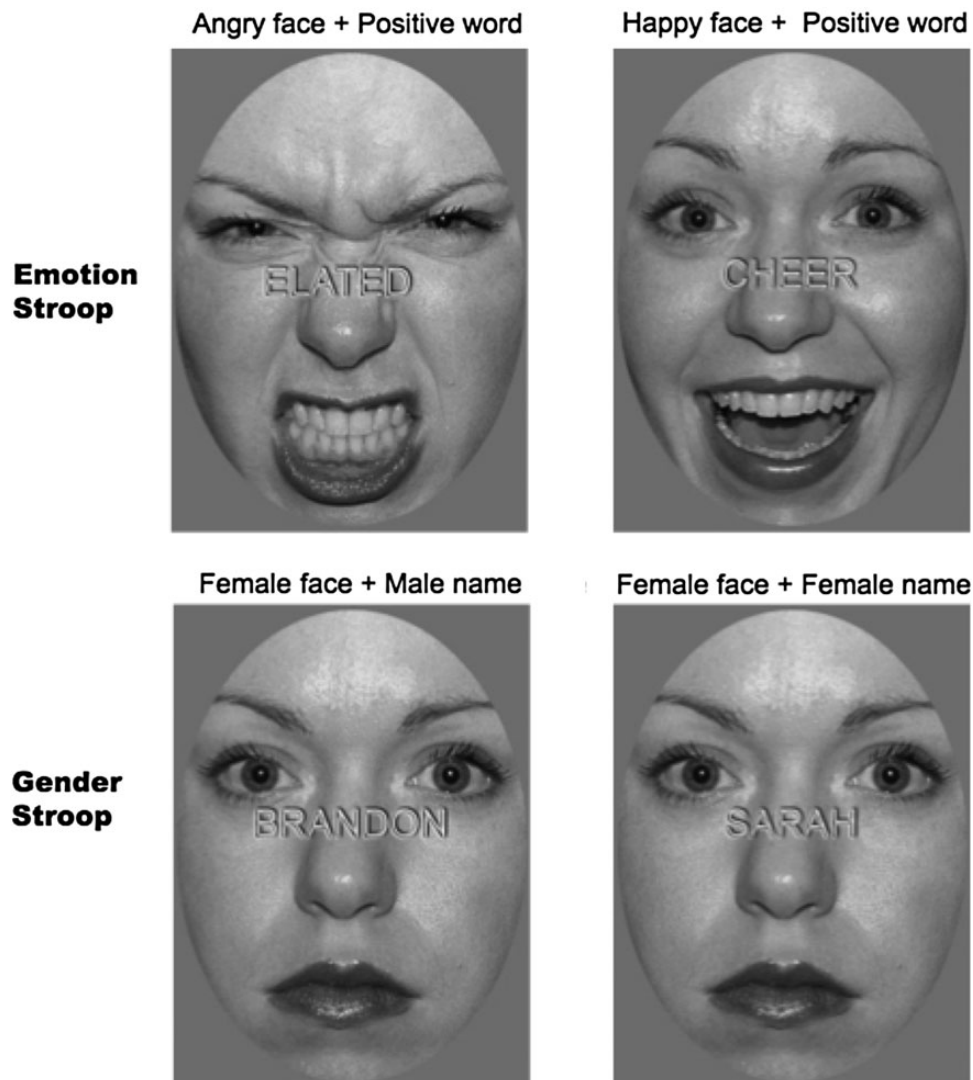 Angry face + Positive word
Happy face + Positive word
Emotion
Stroop
ELATED
CHEER
Female face + Male name
Female face + Female name
Gender
Stroop
BRANDON
SARAH